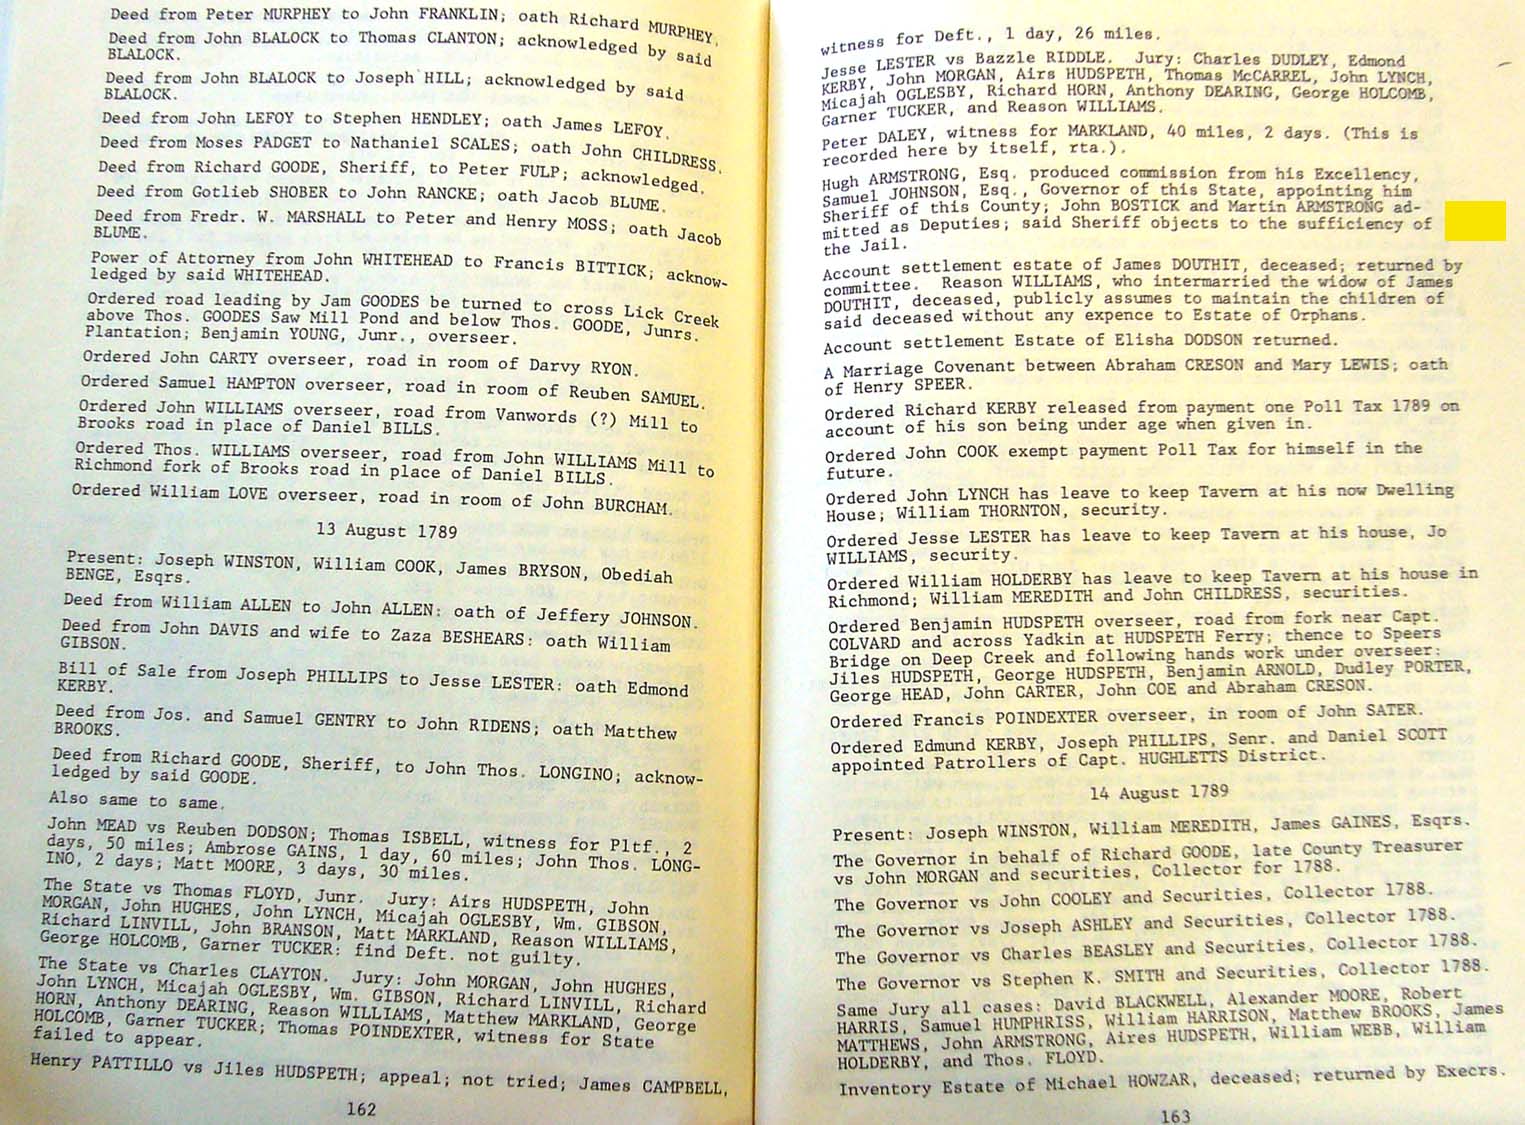 Deed from Peter MURPHEY to John FRANKLIN; oath Richard MURPHEY.
Deed from John BLALOCK to Thomas CLANTON; acknowledged by said
BLALOCK.
Deed from John BLALOCK to Joseph HILL; acknowledged by said
BLALOCK.
Deed from John LEFOY to Stephen HENDLEY; oath James LEFOY.
Deed from Moses PADGET to Nathaniel SCALES; oath John CHILDRESS.
Deed from Richard GOODE, Sheriff, to Peter FULP; acknowledged.
Deed from Gotlieb SHOBER to John RANCKE; oath Jacob BLUME.
Deed from Fredr. W. MARSHALL to Peter and Henry MOSS; oath Jacob
BLUME.
Power of Attorney from John WHITEHEAD to Francis BITTICK; acknow-
ledged by said WHITEHEAD.
Ordered road leading by Jam GOODES be turned to cross Lick Creek
above Thos. GOODES Saw Mill Pond and below Thos. GOODE, Junrs.
Plantation; Benjamin YOUNG, Junr., overseer.
Ordered John CARTY overseer, road in room of Darvy RYON.
Ordered Samuel HAMPTON overseer, road in room of Reuben SAMUEL.
Ordered John WILLIAMS overseer, road from Vanwords (?) Mill to
Brooks road in place of Daniel BILLS.
Ordered Thos. WILLIAMS overseer, road from John WILLIAMS Mill to
Richmond fork of Brooks road in place of Daniel BILLS.
Ordered William LOVE overseer, road in room of John BURCHAM.
13 August 1789
Present: Joseph WINSTON, William COOK, James BRYSON, Obediah
BENGE, Esqrs.
Deed from William ALLEN to John ALLEN: oath of Jeffery JOHNSON.
Deed from John DAVIS and wife to Zaza BESHEARS: oath William
GIBSON.
Bill of Sale from Joseph PHILLIPS to Jesse LESTER: oath Edmond
KERBY.
Deed from Jos. and Samuel GENTRY to John RIDENS; oath Matthew
BROOKS.
Deed from Richard GOODE, Sheriff, to John Thos. LONGINO; acknow-
ledged by said GOODE.
Also same to same.
John MEAD vs Reuben DODSON; Thomas ISBELL, witness for Pltf., 2
days, 50 miles; Ambrose GAINS, 1 day, 60 miles; John Thos. LONG-
INO, 2 days; Matt MOORE, 3 days, 30 miles.
The State vs Thomas FLOYD, Junr. Jury: Airs HUDSPETH, John
MORGAN, John HUGHES, John LYNCH, Micajah OGLESBY, Wm. GIBSON,
Richard LINVILL, John BRANSON, Matt MARKLAND, Reason WILLIAMS,
George HOLCOMB, Garner TUCKER: find Deft. not guilty.
The State vs Charles CLAYTON. Jury: John MORGAN, John HUGHES,
John LYNCH, Micajah OGLESBY, Wm. GIBSON, Richard LINVILL, Richard
HORN, Anthony DEARING, Reason WILLIAMS, Matthew MARKLAND, George
HOLCOMB, Garner TUCKER; Thomas POINDEXTER, witness for State
failed to appear.
Henry PATTILLO vs Jiles HUDSPETH; appeal; not tried; James CAMPBELL,
162
witness for Deft., 1 day, 26 miles.
Jesse LESTER vs Bazzle RIDDLE. Jury: Charles DUDLEY, Edmond
KERBY, John MORGAN, Airs HUDSPETH, Thomas McCARREL, John LYNCH,
Micajah OGLESBY, Richard HORN, Anthony DEARING, George HOLCOMB,
Garner TUCKER, and Reason WILLIAMS.
Peter DALEY, witness for MARKLAND, 40 miles, 2 days. (This is
recorded here by itself, rta.).
Hugh ARMSTRONG, Esq. produced commission from his Excellency,
Samuel JOHNSON, Esq., Governor of this State, appointing him
Sheriff of this County; John BOSTICK and Martin ARMSTRONG ad-
mitted as Deputies; said Sheriff objects to the sufficiency of
the Jail.
Account settlement estate of James DOUTHIT, deceased; returned by
committee. Reason WILLIAMS, who intermarried the widow of James
DOUTHIT, deceased, publicly assumes to maintain the children of
said deceased without any expence to Estate of Orphans.
Account settlement Estate of Elisha DODSON returned.
A Marriage Covenant between Abraham CRESON and Mary LEWIS; oath
of Henry SPEER.
Ordered Richard KERBY released from payment one Poll Tax 1789 on
account of his son being under age when given in.
Ordered John COOK exempt payment Poll Tax for himself in the
future.
Ordered John LYNCH has leave to keep Tavern at his now Dwelling
House; William THORNTON, security.
Ordered Jesse LESTER has leave to keep Tavern at his house, Jo
WILLIAMS, security.
Ordered William HOLDERBY has leave to keep Tavern at his house in
Richmond; William MEREDITH and John CHILDRESS, securities.
Ordered Benjamin HUDSPETH overseer, road from fork near Capt.
COLVARD and across Yadkin at HUDSPETH Ferry; thence to Speers
Bridge on Deep Creek and following hands work under overseer:
Jiles HUDSPETH, George HUDSPETH, Benjamin ARNOLD, Dudley PORTER,
George HEAD, John CARTER, John COE and Abraham CRESON.
Ordered Francis POINDEXTER overseer, in room of John SATER.
Ordered Edmund KERBY, Joseph PHILLIPS, Senr. and Daniel SCOTT
appointed Patrollers of Capt. HUGHLETTS District.
14 August 1789
Present: Joseph WINSTON, William MEREDITH, James GAINES, Esqrs.
The Governor in behalf of Richard GOODE, late County Treasurer
vs John MORGAN and securities, Collector for 1788.
The Governor vs John COOLEY and Securities, Collector 1788.
The Governor vs Joseph ASHLEY and Securities, Collector 1788.
The Governor vs Charles BEASLEY and Securities, Collector 1788.
The Governor vs Stephen K. SMITH and Securities, Collector 1788.
Same Jury all cases: David BLACKWELL, Alexander MOORE, Robert
HARRIS, Samuel HUMPHRISS, William HARRISON, Matthew BROOKS, James
MATTHEWS, John ARMSTRONG, Aires HUDSPETH, William WEBB, William
HOLDERBY, and Thos. FLOYD.
Inventory Estate of Michael HOWZAR, deceased; returned by Execrs.
163